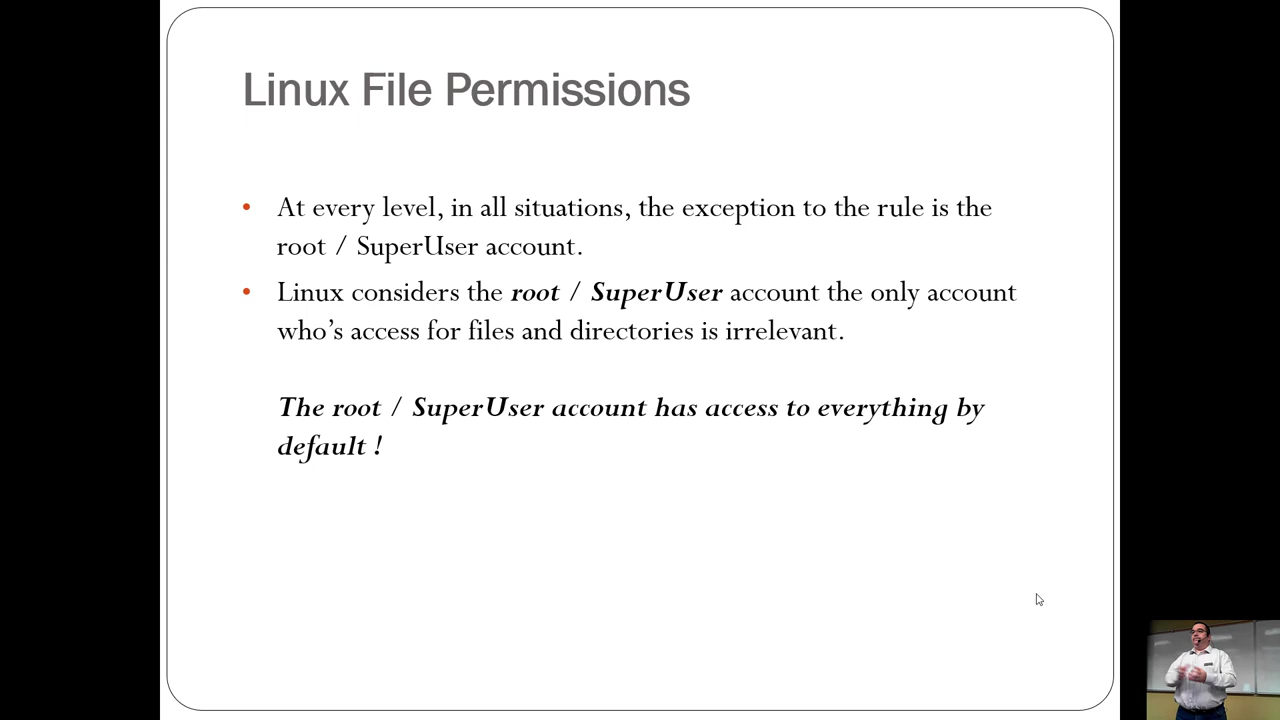 Linux File Permissions
• At every level, in all situations, the exception to the rule is the
root / SuperUser account.
• Linux considers the root / SuperUser account the only account
who's access for files and directories is irrelevant.
The root / SuperUser account has access to everything by
default !